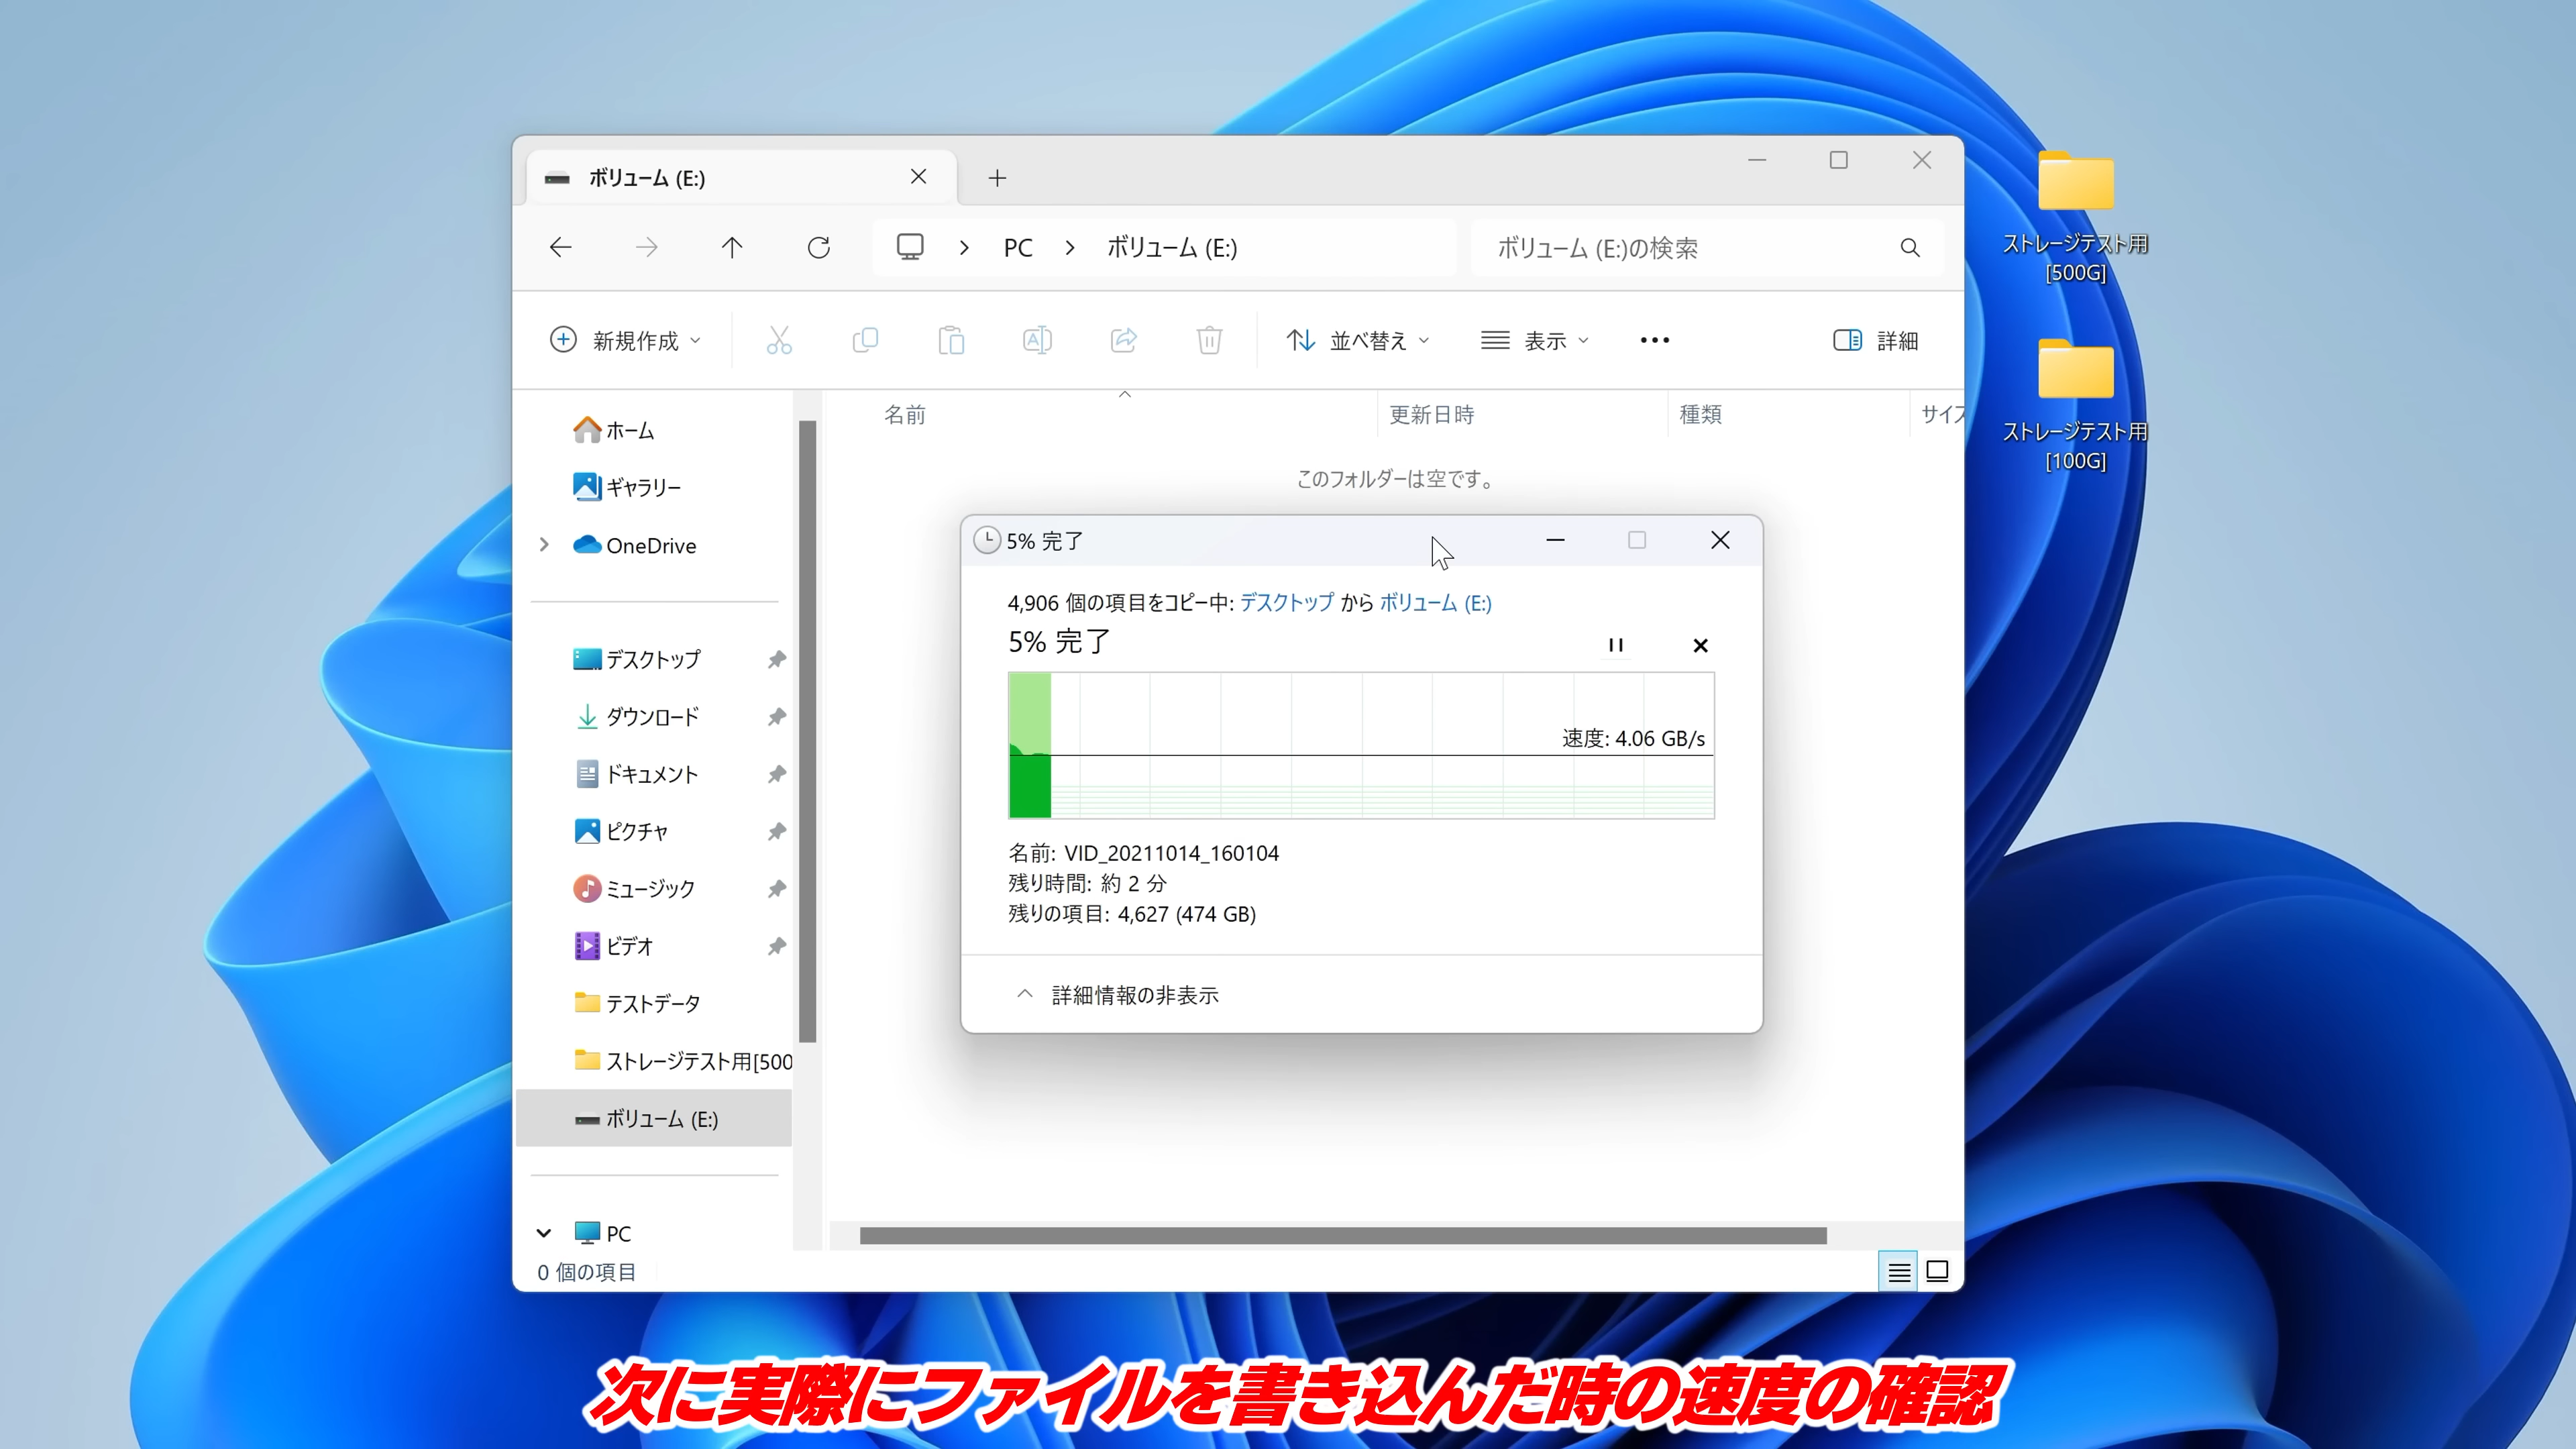 ボリューム (E:)
PC
ボリューム (E:)
ボリューム (E:)の検索
新規作成
並べ替え
表示
詳細
ホーム
ギャラリー
OneDrive
デスクトップ
ダウンロード
ドキュメント
ピクチャ
ミュージック
ビデオ
テストデータ
ストレージテスト用[500
ボリューム (E:)
PC
0 個の項目
名前
更新日時
種類
サイズ
このフォルダーは空です。
5% 完了
4,906 個の項目をコピー中: デスクトップ から ボリューム (E:)
5% 完了
速度: 4.06 GB/s
名前: VID_20211014_160104
残り時間: 約 2 分
残りの項目: 4,627 (474 GB)
詳細情報の非表示
ストレージテスト用
[500G]
ストレージテスト用
[100G]
次に実際にファイルを書き込んだ時の速度の確認